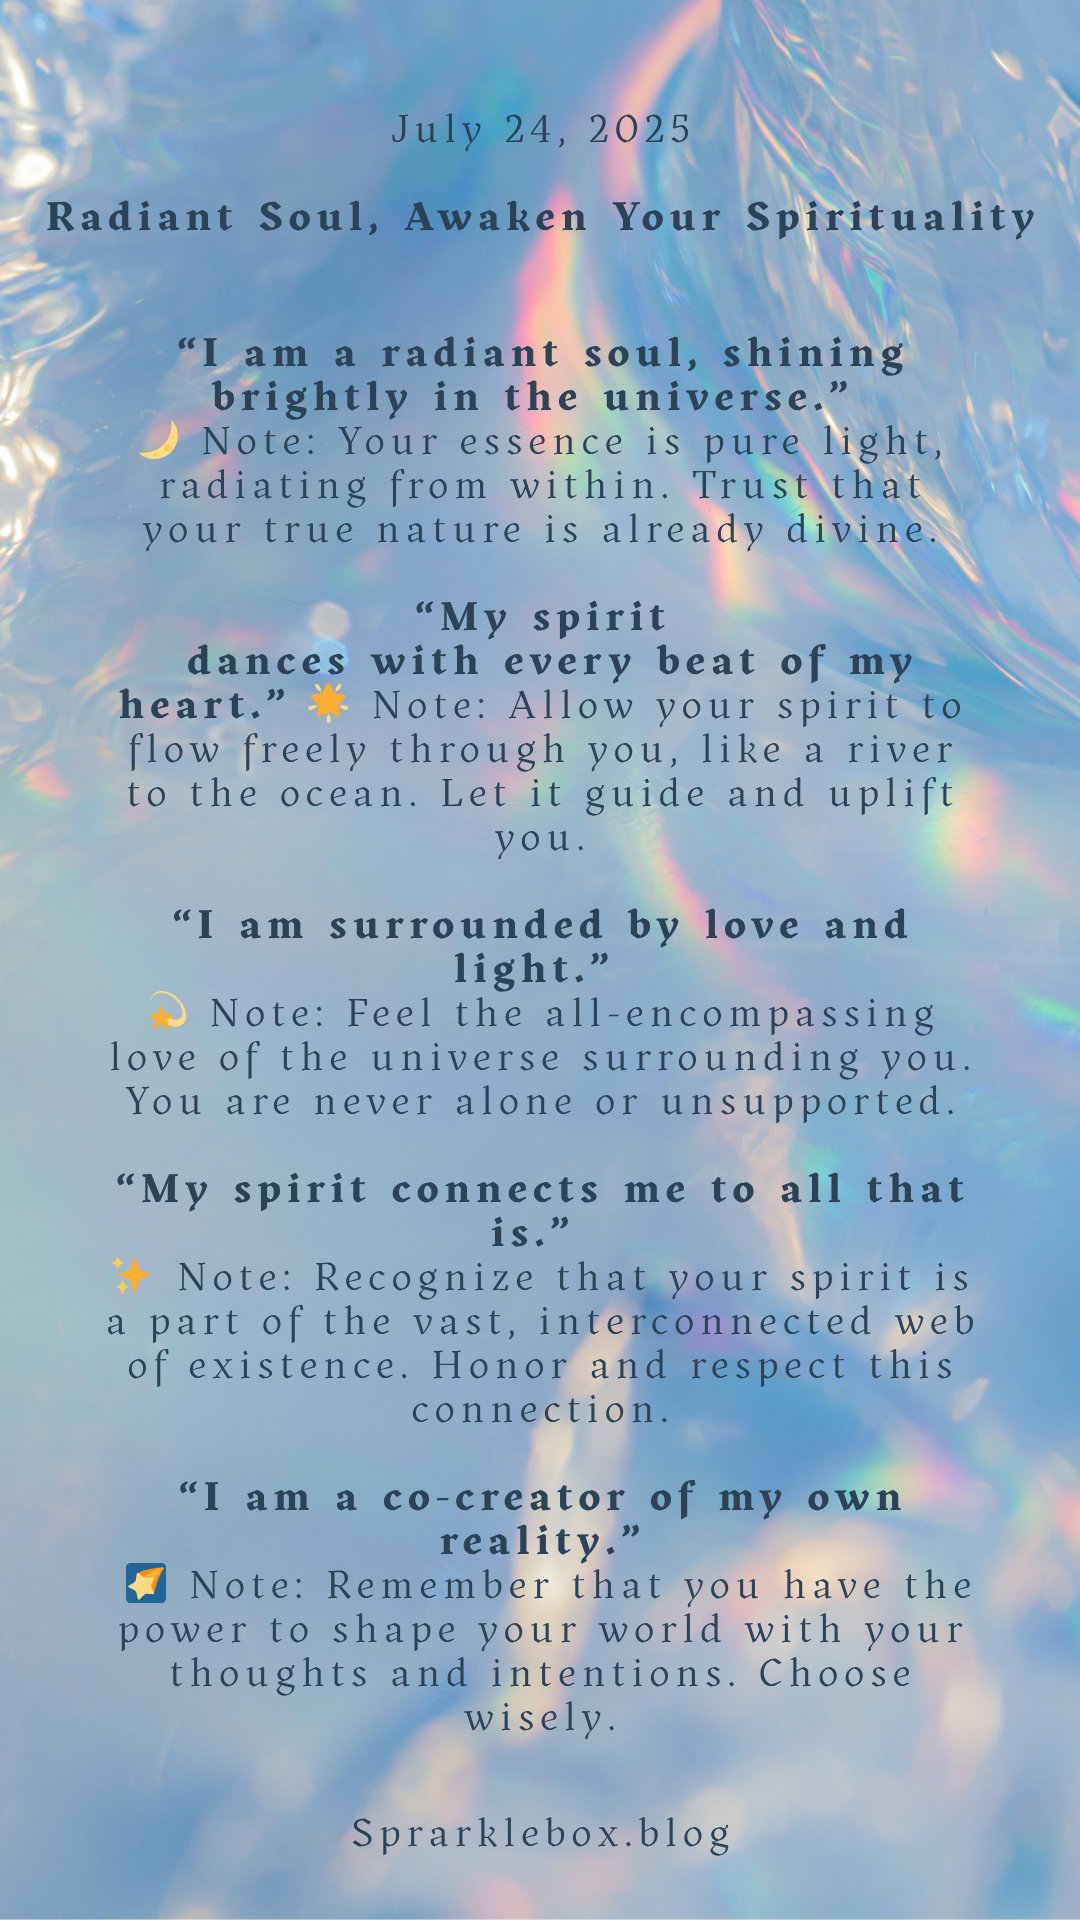 July 24, 2025
Radiant Soul, Awaken Your Spirituality
“I am a radiant soul, shining
brightly in the universe.”
🌙 Note: Your essence is pure light,
radiating from within. Trust that
your true nature is already divine.
“My spirit
dances with every beat of my
heart.” 🌟 Note: Allow your spirit to
flow freely through you, like a river
to the ocean. Let it guide and uplift
you.
“I am surrounded by love and
light.”
💫 Note: Feel the all-encompassing
love of the universe surrounding you.
You are never alone or unsupported.
“My spirit connects me to all that
is.”
✨ Note: Recognize that your spirit is
a part of the vast, interconnected web
of existence. Honor and respect this
connection.
“I am a co-creator of my own
reality.”
🌠 Note: Remember that you have the
power to shape your world with your
thoughts and intentions. Choose
wisely.
Sprarklebox.blog